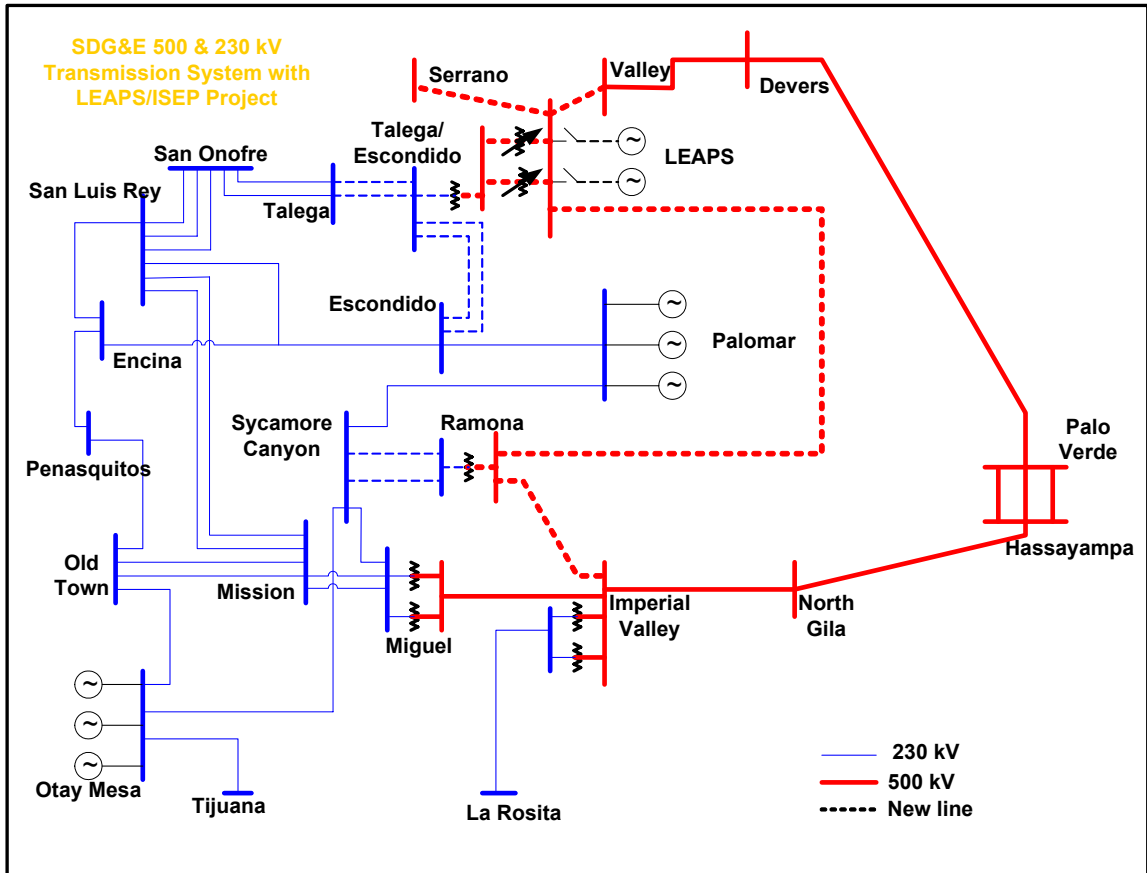 SDG&E 500 & 230 kV
Transmission System with
LEAPS/ISEP Project
Serrano
Valley
Devers
Talega/
Escondido
LEAPS
~
~
San Onofre
San Luis Rey
Talega
Escondido
Encina
Palomar
~
~
~
Sycamore
Canyon
Ramona
Palo
Verde
Penasquitos
Hassayampa
Old
Town
Mission
Miguel
Imperial
Valley
North
Gila
~
~
~
Otay Mesa
Tijuana
La Rosita
230 kV
500 kV
New line